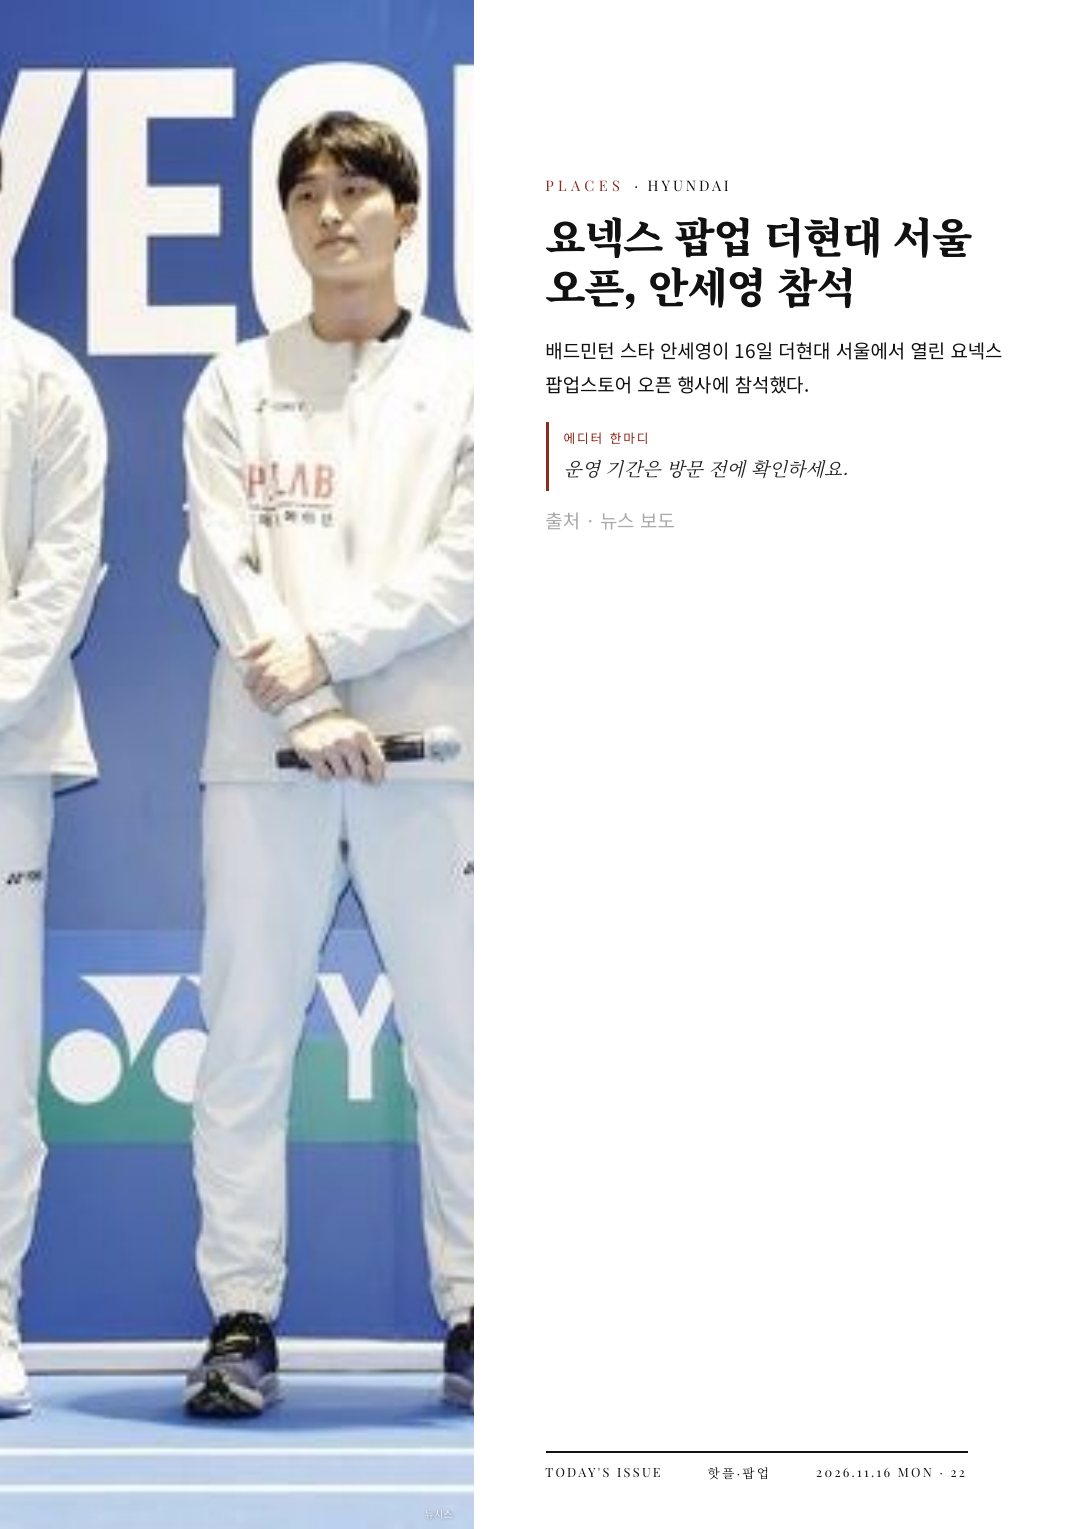 YEO
PLAB
Y
뉴시스
PLACES · HYUNDAI
요넥스 팝업 더현대 서울
오픈, 안세영 참석
배드민턴 스타 안세영이 16일 더현대 서울에서 열린 요넥스
팝업스토어 오픈 행사에 참석했다.
에디터 한마디
운영 기간은 방문 전에 확인하세요.
출처 · 뉴스 보도
TODAY'S ISSUE 핫플·팝업 2026.11.16 MON · 22